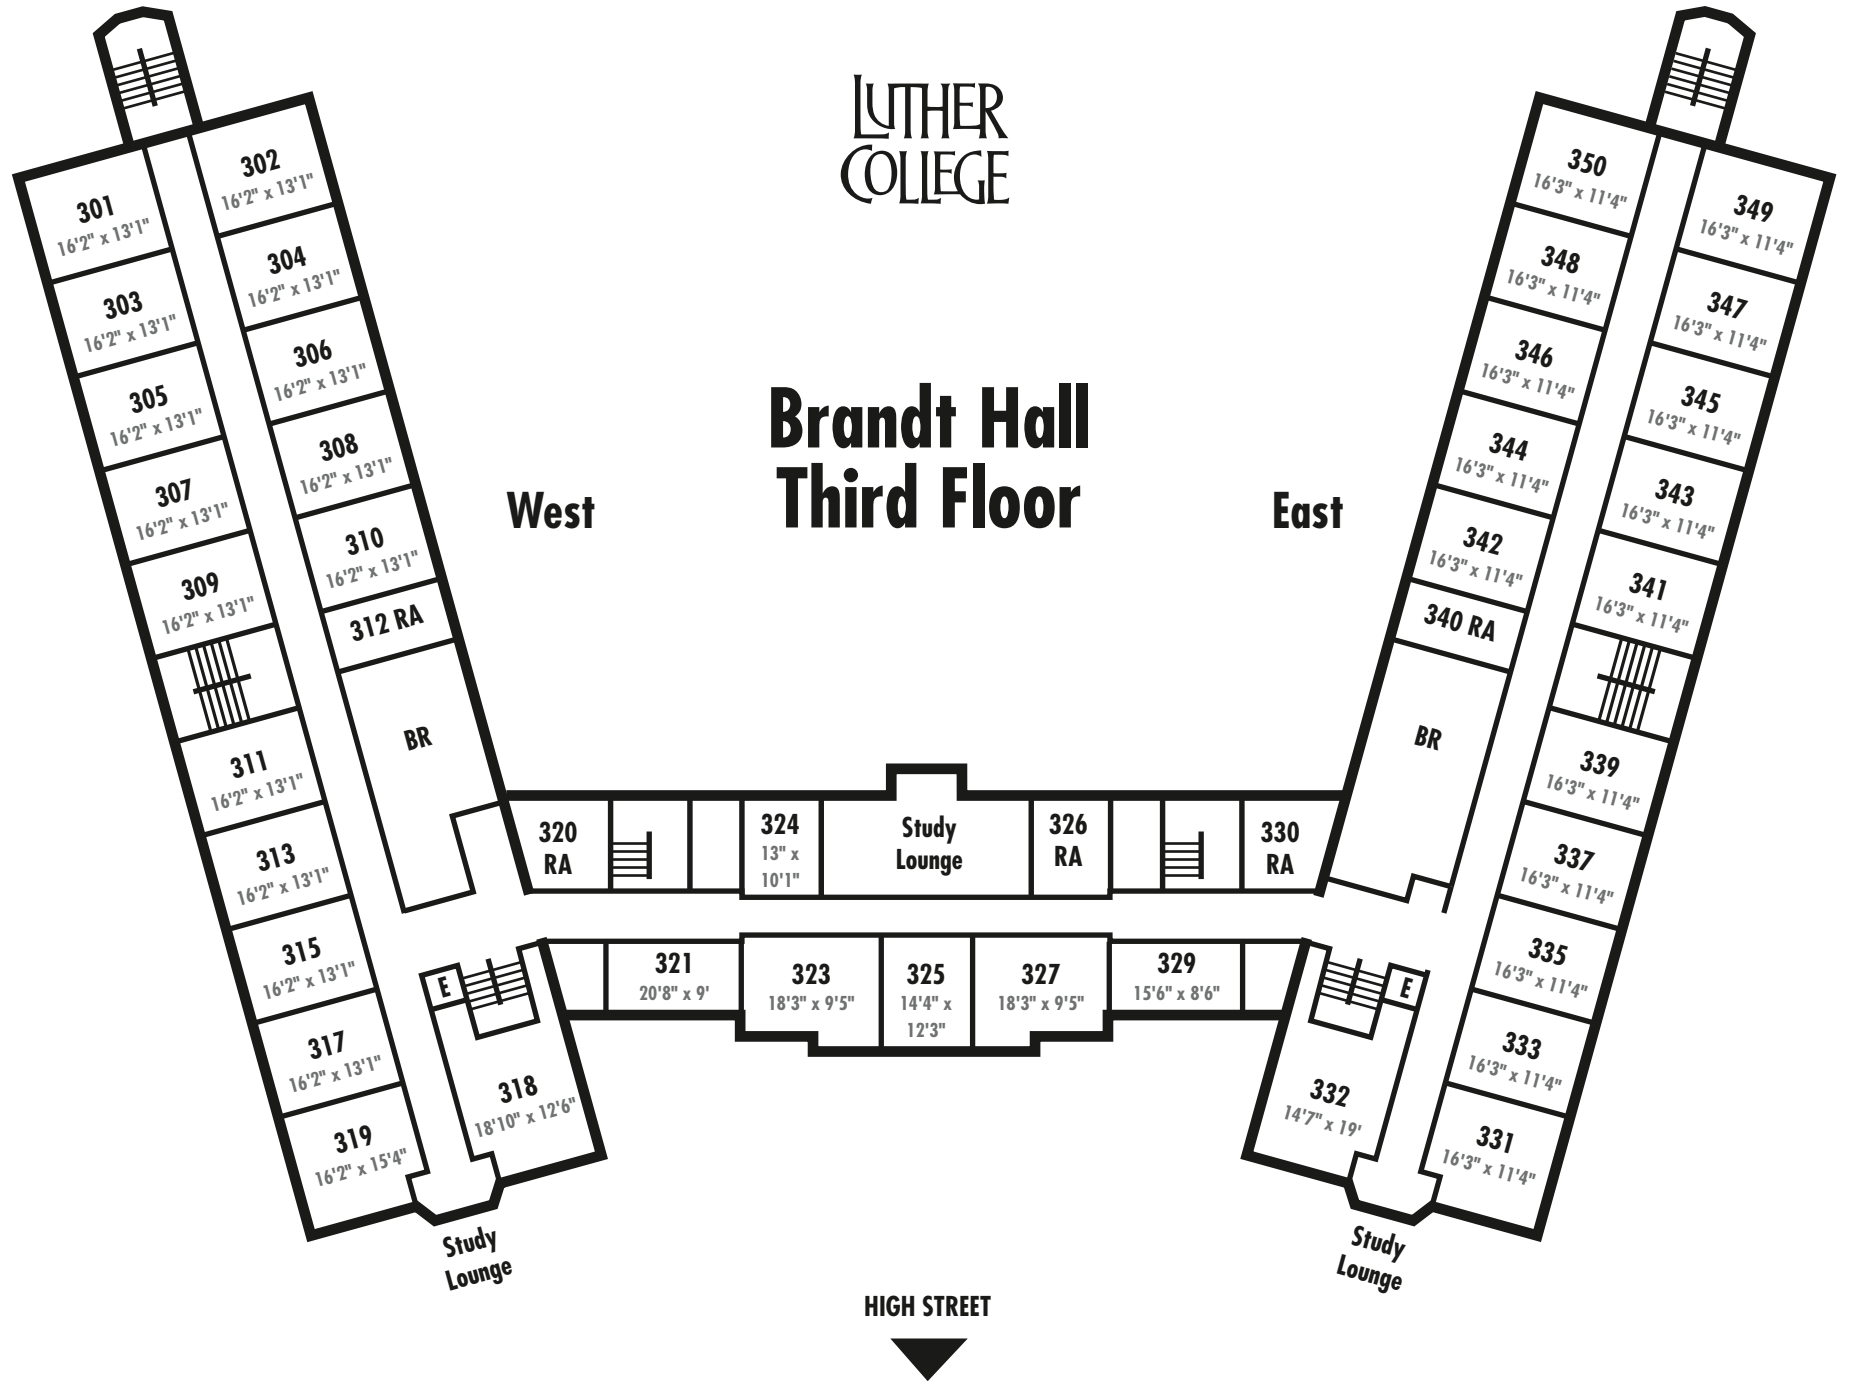 LUTHER
COLLEGE
Brandt Hall
Third Floor
West
East
301
16'2" x 13'1"
303
16'2" x 13'1"
305
16'2" x 13'1"
307
16'2" x 13'1"
309
16'2" x 13'1"
311
16'2" x 13'1"
313
16'2" x 13'1"
315
16'2" x 13'1"
317
16'2" x 13'1"
319
16'2" x 15'4"
302
16'2" x 13'1"
304
16'2" x 13'1"
306
16'2" x 13'1"
308
16'2" x 13'1"
310
16'2" x 13'1"
312 RA
BR
E
318
18'10" x 12'6"
Study
Lounge
320
RA
324
13" x
10'1"
Study
Lounge
326
RA
330
RA
321
20'8" x 9'
323
18'3" x 9'5"
325
14'4" x
12'3"
327
18'3" x 9'5"
329
15'6" x 8'6"
350
16'3" x 11'4"
348
16'3" x 11'4"
346
16'3" x 11'4"
344
16'3" x 11'4"
342
16'3" x 11'4"
340 RA
BR
E
332
14'7" x 19'
349
16'3" x 11'4"
347
16'3" x 11'4"
345
16'3" x 11'4"
343
16'3" x 11'4"
341
16'3" x 11'4"
339
16'3" x 11'4"
337
16'3" x 11'4"
335
16'3" x 11'4"
333
16'3" x 11'4"
331
16'3" x 11'4"
Study
Lounge
HIGH STREET